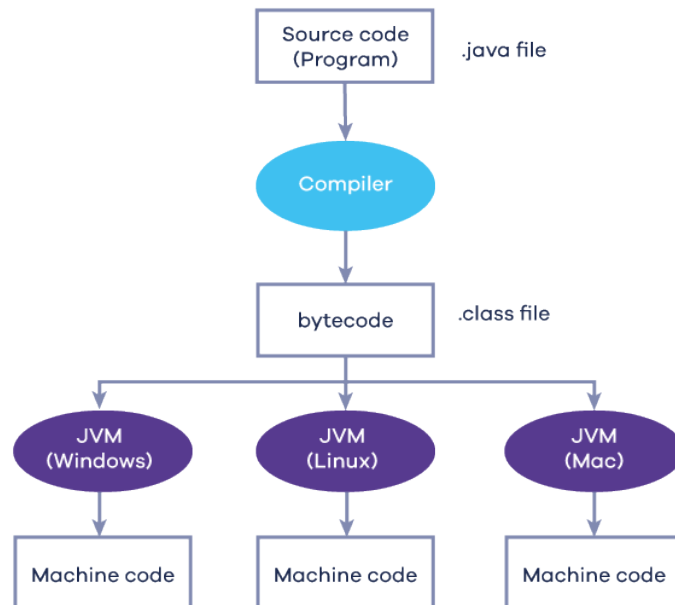 Source code
(Program)
.java file
Compiler
bytecode
.class file
JVM
(Windows)
JVM
(Linux)
JVM
(Mac)
Machine code
Machine code
Machine code